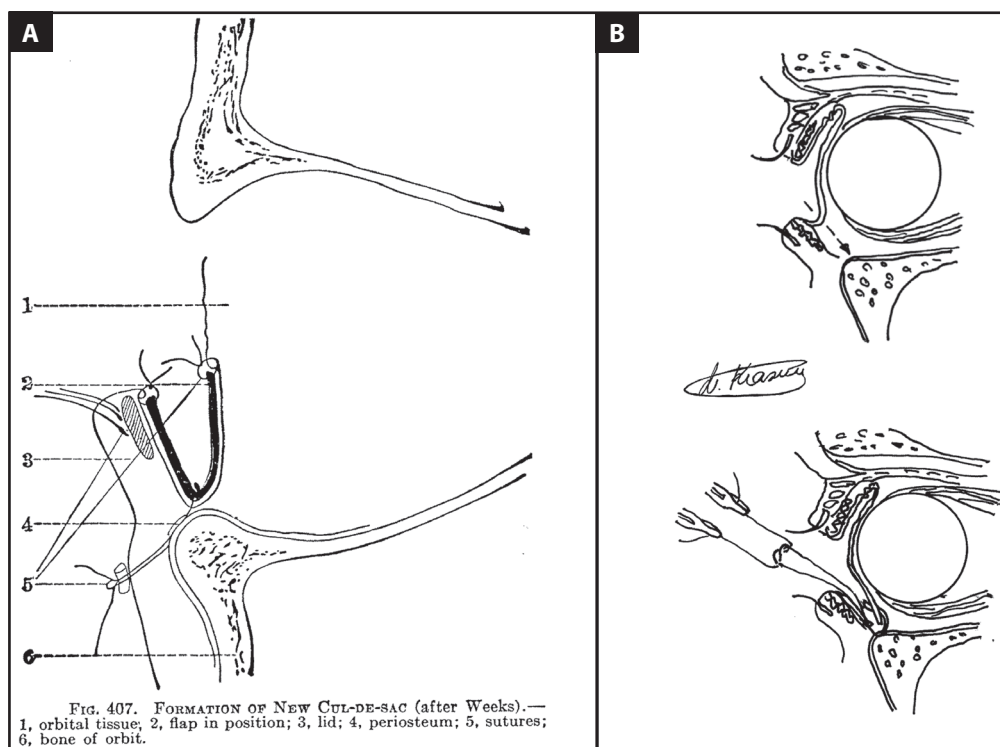 A
B
1
2
3
4
5
6
FIG. 407. FORMATION OF NEW CUL-DE-SAC (after Weeks).—
1, orbital tissue; 2, flap in position; 3, lid; 4, periosteum; 5, sutures;
6, bone of orbit.